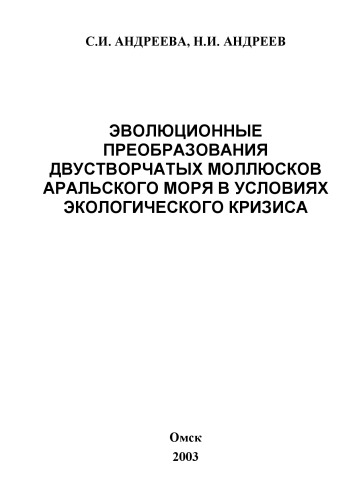 С.И. АНДРЕЕВА, Н.И. АНДРЕЕВ
ЭВОЛЮЦИОННЫЕ
ПРЕОБРАЗОВАНИЯ
ДВУСТВОРЧАТЫХ МОЛЛЮСКОВ
АРАЛЬСКОГО МОРЯ В УСЛОВИЯХ
ЭКОЛОГИЧЕСКОГО КРИЗИСА
Омск
2003